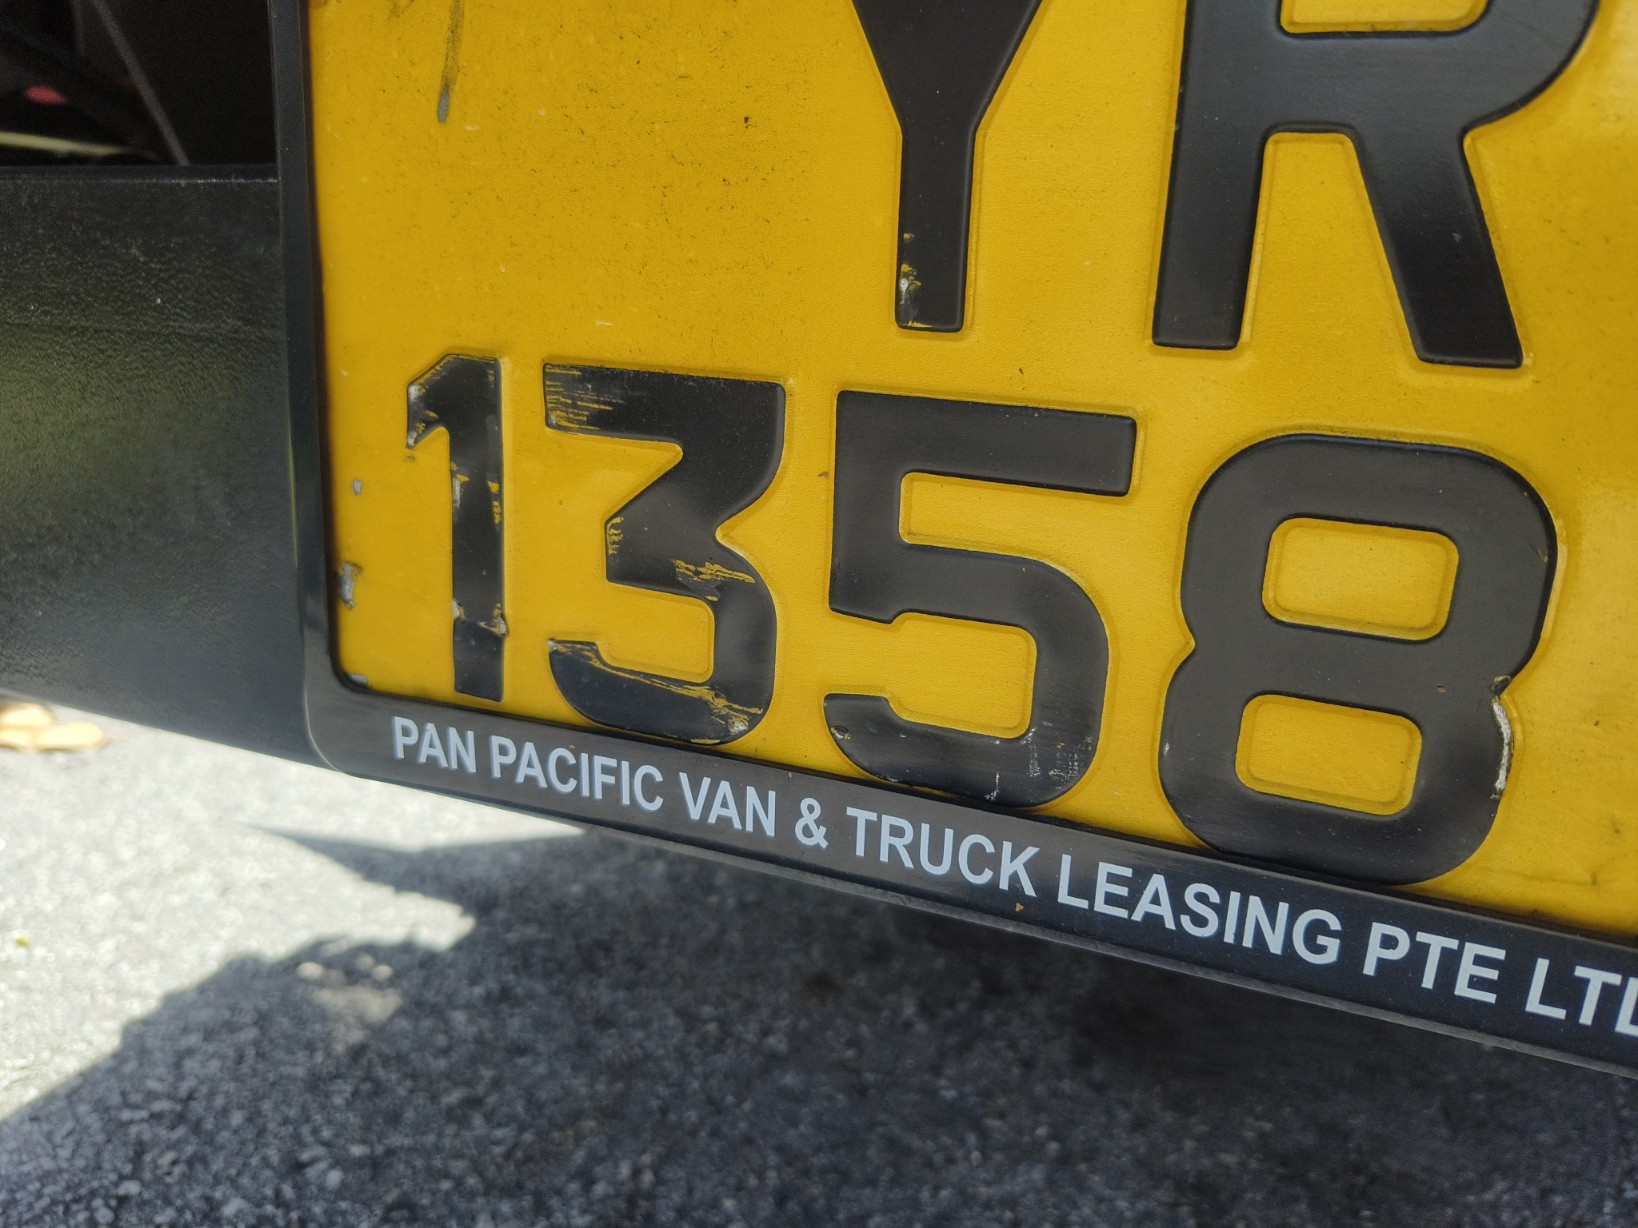 YR
1358
PAN PACIFIC VAN & TRUCK LEASING PTE LTD